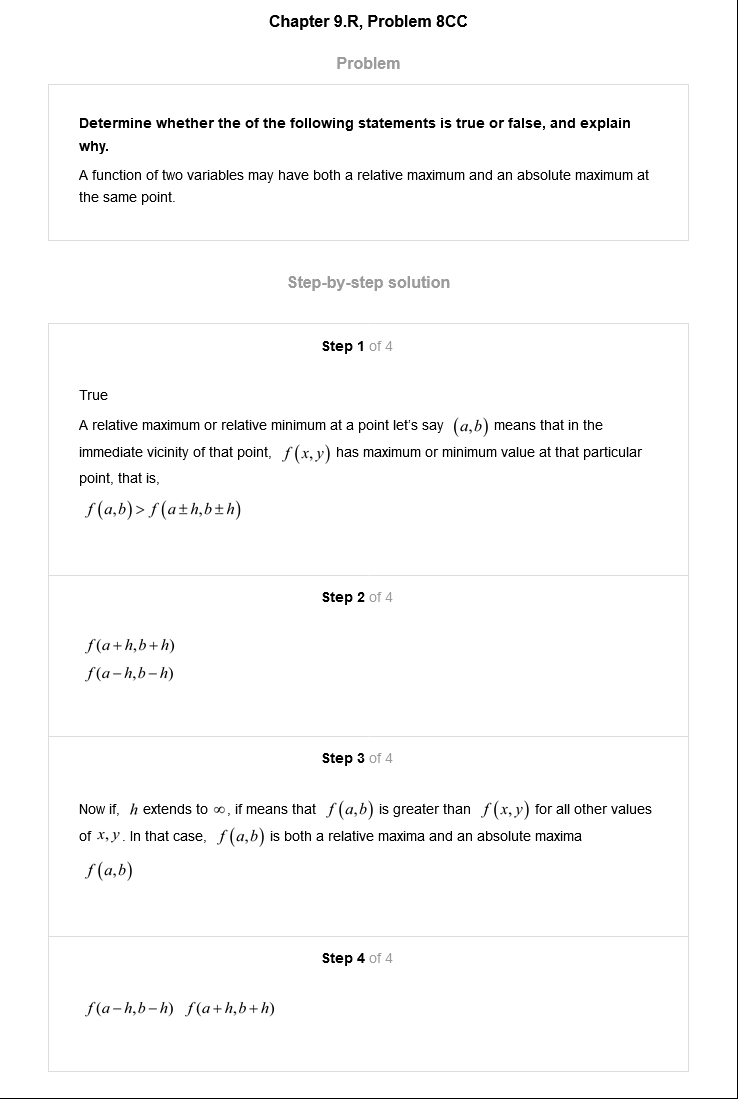 Chapter 9.R, Problem 8CC
Problem
Determine whether the of the following statements is true or false, and explain
why.
A function of two variables may have both a relative maximum and an absolute maximum at
the same point.
Step-by-step solution
Step 1 of 4
True
A relative maximum or relative minimum at a point let's say (a,b) means that in the
immediate vicinity of that point, f(x,y) has maximum or minimum value at that particular
point, that is,
f(a,b)>f(a±h,b±h)
Step 2 of 4
f(a+h,b+h)
f(a−h,b−h)
Step 3 of 4
Now if, h extends to ∞, if means that f(a,b) is greater than f(x,y) for all other values
of x,y. In that case, f(a,b) is both a relative maxima and an absolute maxima
f(a,b)
Step 4 of 4
f(a−h,b−h) f(a+h,b+h)